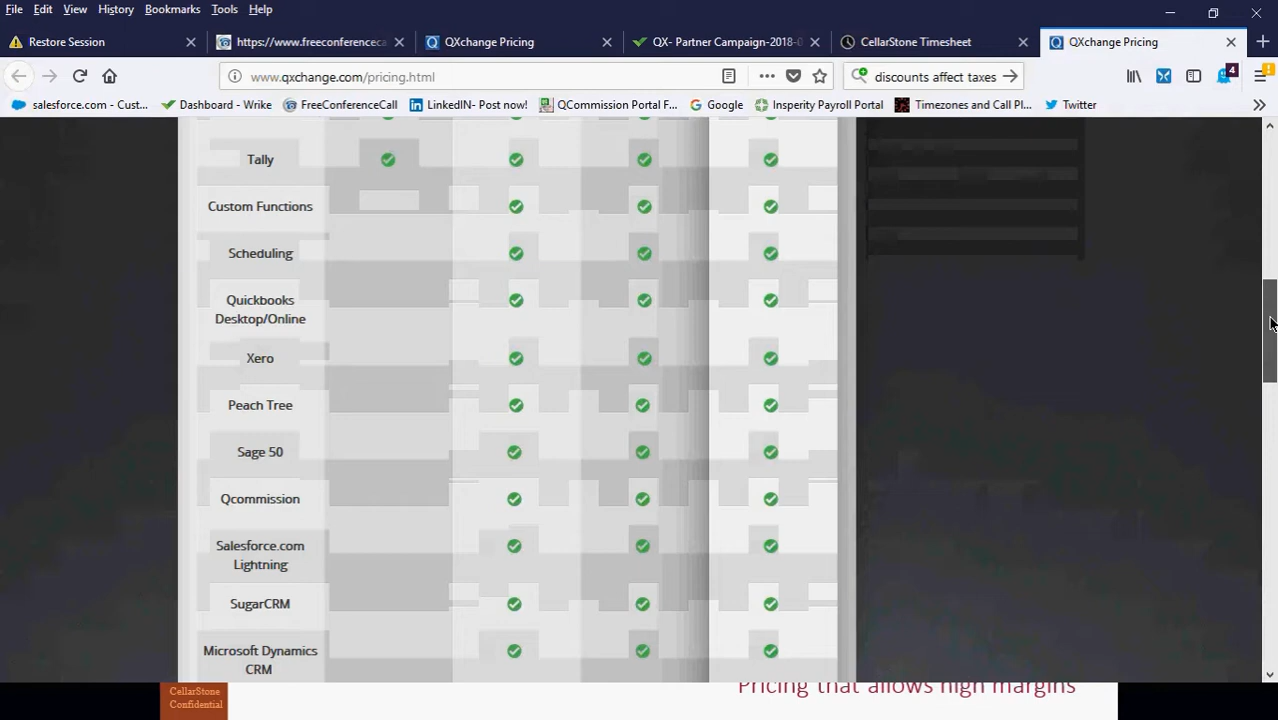 File Edit View History Bookmarks Tools Help
Restore Session https://www.freeconferenceca QXchange Pricing QX- Partner Campaign-2018-0 CellarStone Timesheet QXchange Pricing
www.qxchange.com/pricing.html discounts affect taxes 4
salesforce.com - Cust... Dashboard - Wrike FreeConferenceCall LinkedIN- Post now! QCommission Portal F... Google Insperity Payroll Portal Timezones and Call Pl... Twitter
Tally
Custom Functions
Scheduling
Quickbooks
Desktop/Online
Xero
Peach Tree
Sage 50
Qcommission
Salesforce.com
Lightning
SugarCRM
Microsoft Dynamics
CRM
Pricing that allows high margins
CellarStone
Confidential